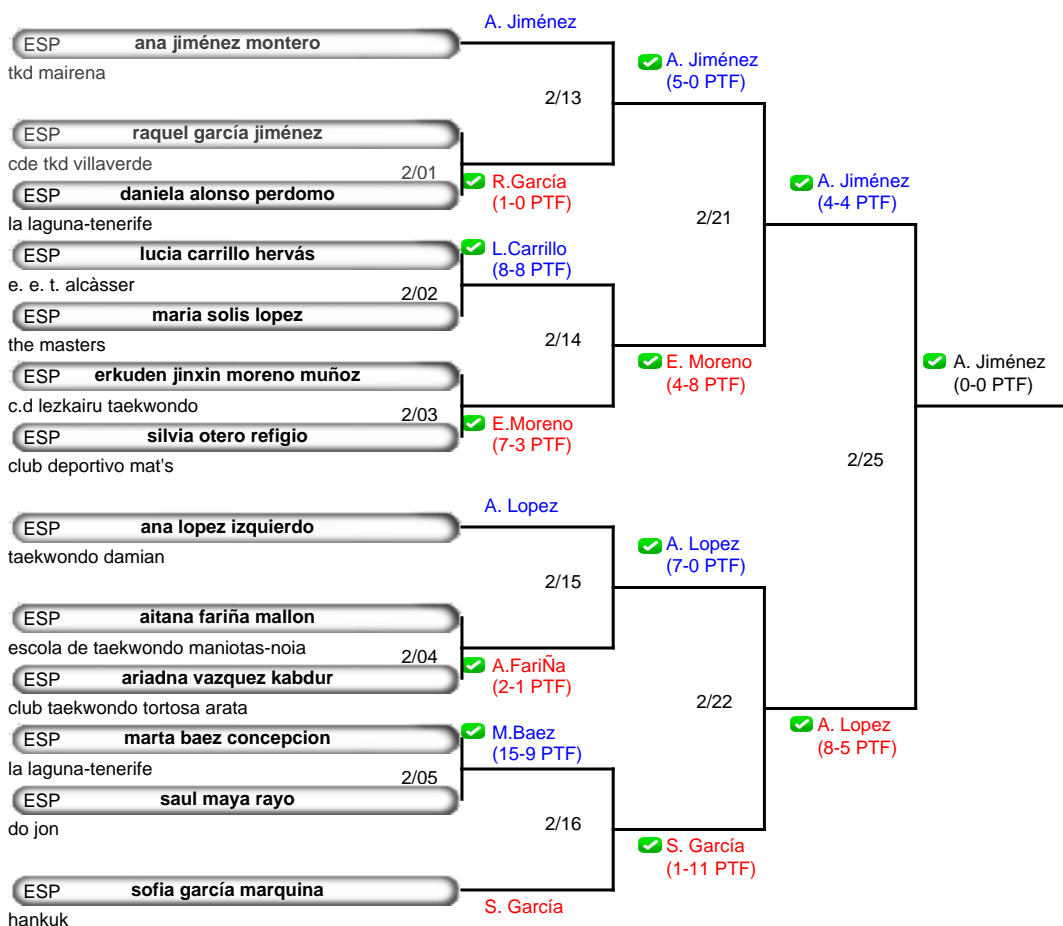 A. Jiménez
ESP ana jiménez montero
tkd mairena
2/13
A. Jiménez
(5-0 PTF)
ESP raquel garcía jiménez
cde tkd villaverde
2/01
ESP daniela alonso perdomo
la laguna-tenerife
R.García
(1-0 PTF)
2/21
A. Jiménez
(4-4 PTF)
ESP lucia carrillo hervás
e. e. t. alcàsser
2/02
ESP maria solis lopez
the masters
L.Carrillo
(8-8 PTF)
2/14
E. Moreno
(4-8 PTF)
ESP erkuden jinxin moreno muñoz
c.d lezkairu taekwondo
2/03
ESP silvia otero refigio
club deportivo mat's
E.Moreno
(7-3 PTF)
A. Jiménez
(0-0 PTF)
2/25
A. Lopez
ESP ana lopez izquierdo
taekwondo damian
2/15
A. Lopez
(7-0 PTF)
ESP aitana fariña mallon
escola de taekwondo maniotas-noia
2/04
ESP ariadna vazquez kabdur
club taekwondo tortosa arata
A.FariÑa
(2-1 PTF)
2/22
A. Lopez
(8-5 PTF)
ESP marta baez concepcion
la laguna-tenerife
2/05
ESP saul maya rayo
do jon
M.Baez
(15-9 PTF)
2/16
S. García
(1-11 PTF)
ESP sofia garcía marquina
hankuk
S. García